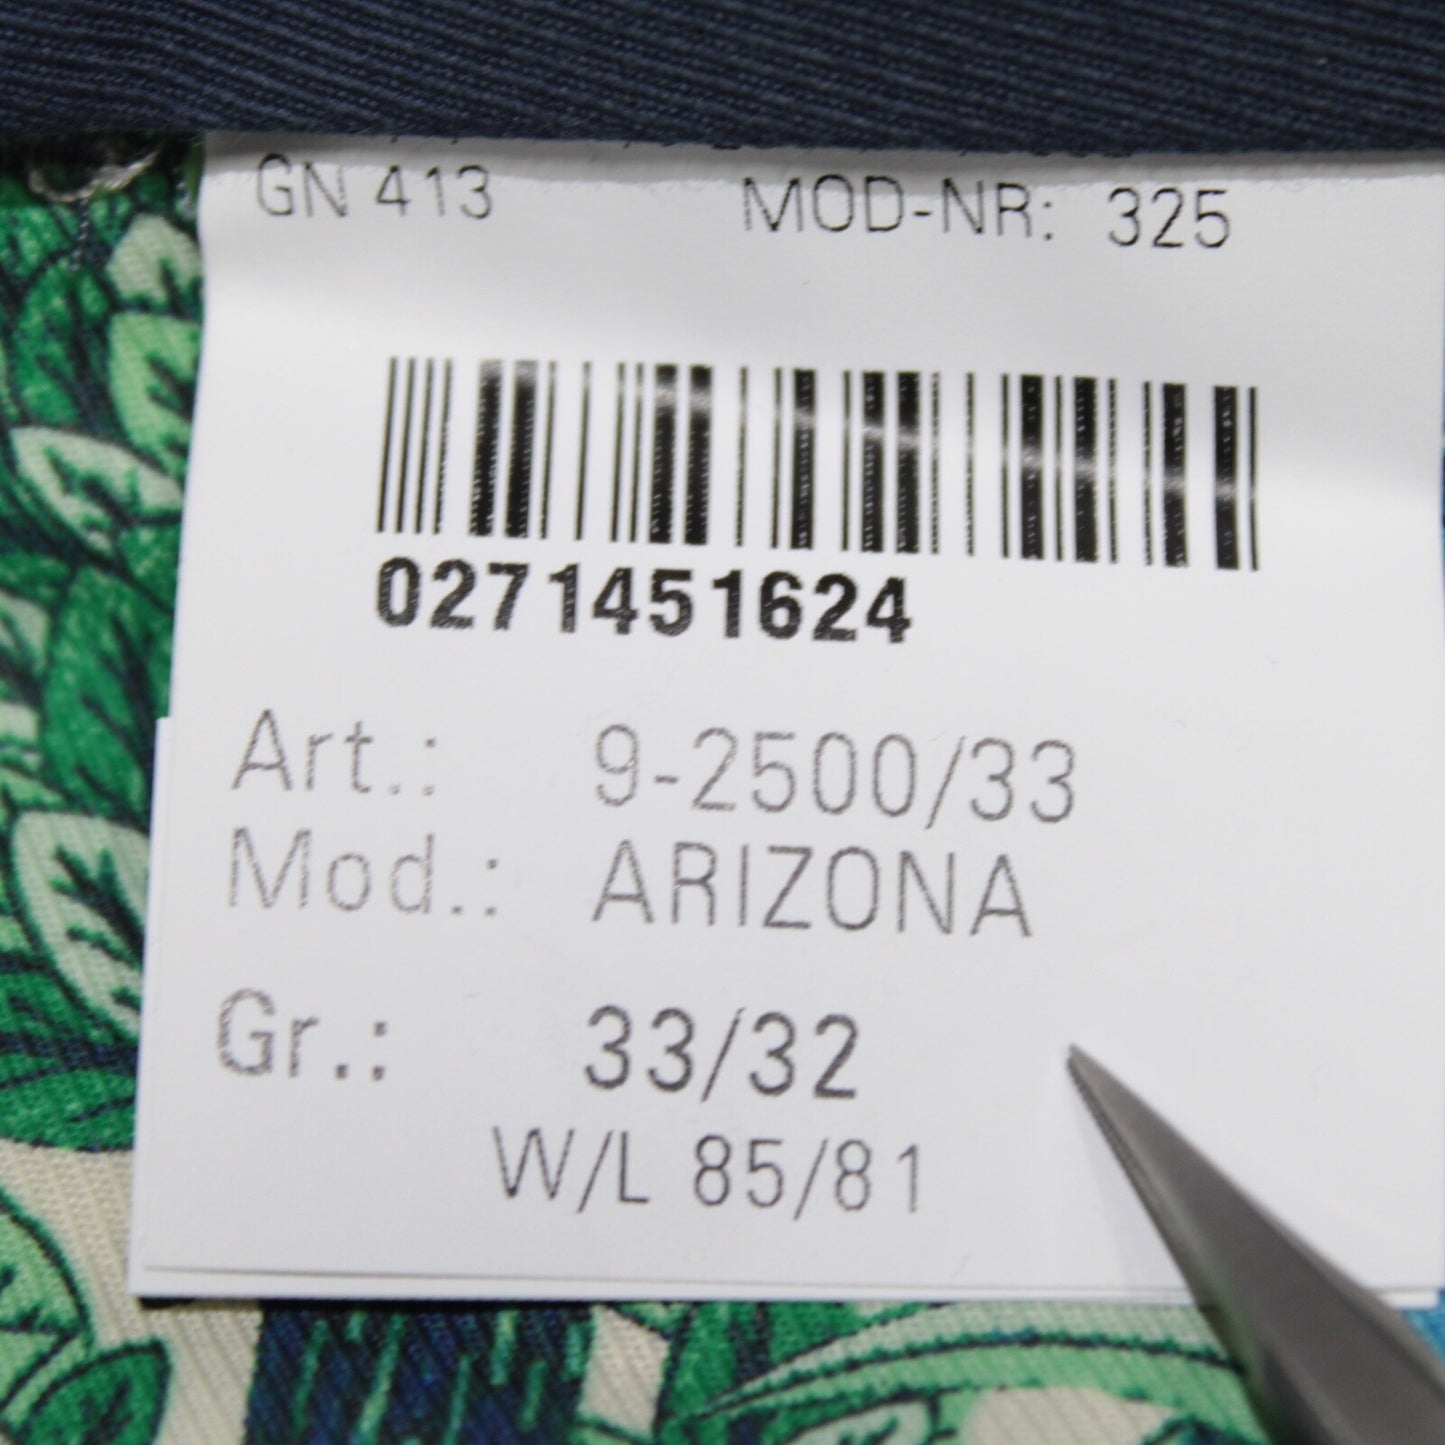 GN 413 MOD-NR: 325
0271451624
Art.: 9-2500/33
Mod.: ARIZONA
Gr.: 33/32
W/L 85/81